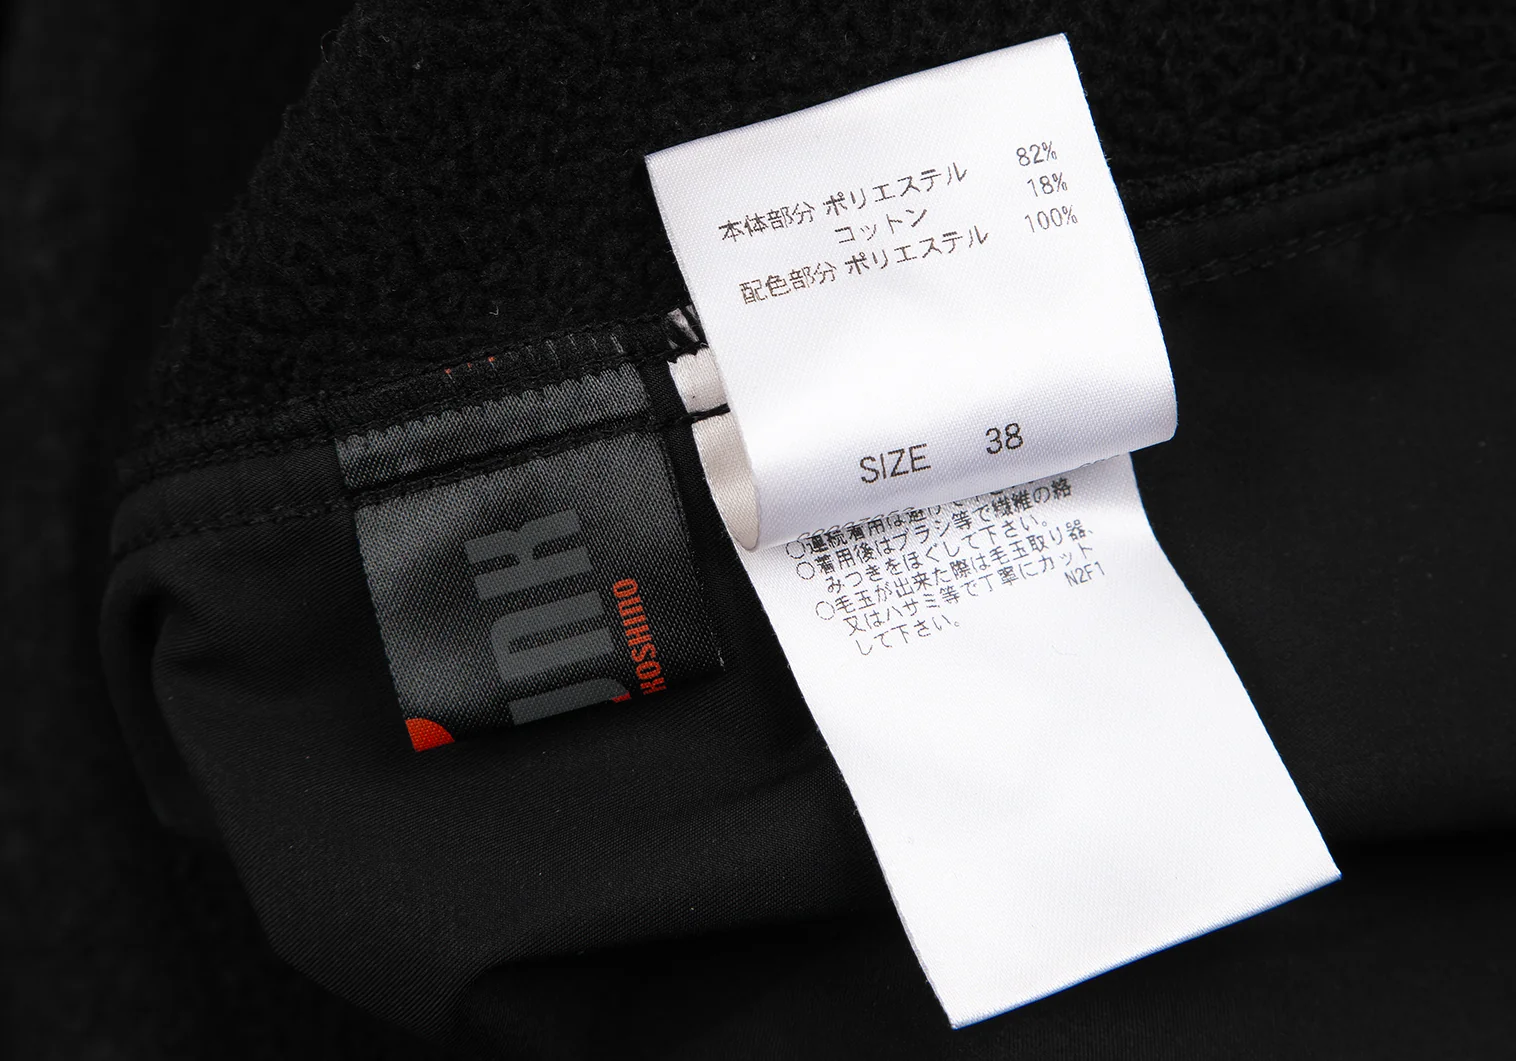 本体部分 ポリエステル 82%
コットン 18%
配色部分 ポリエステル 100%
SIZE 38
○連続着用は避け
○着用後はブラシ等で繊維の絡
みつきをほぐして下さい。
○毛玉が出来た際は毛玉取り器、
又はハサミ等で丁寧にカット
して下さい。
N2F1
KOSHINO